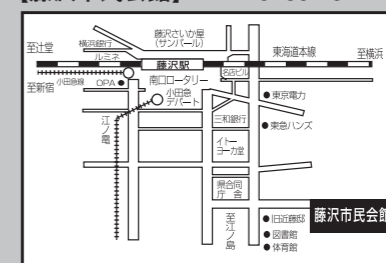 藤沢さいか屋
(サンパール)
至辻堂
横浜銀行
ルミネ
藤沢駅
東海道本線
至横浜
名店ビル
至新宿
小田急線
OPA
南口ロータリー
小田急
デパート
●東京電力
三和銀行
●東急ハンズ
江ノ電
イトー
ヨーカ堂
県合同
庁舎
至江ノ島
●旧近藤邸
藤沢市民会館
●図書館
●体育館